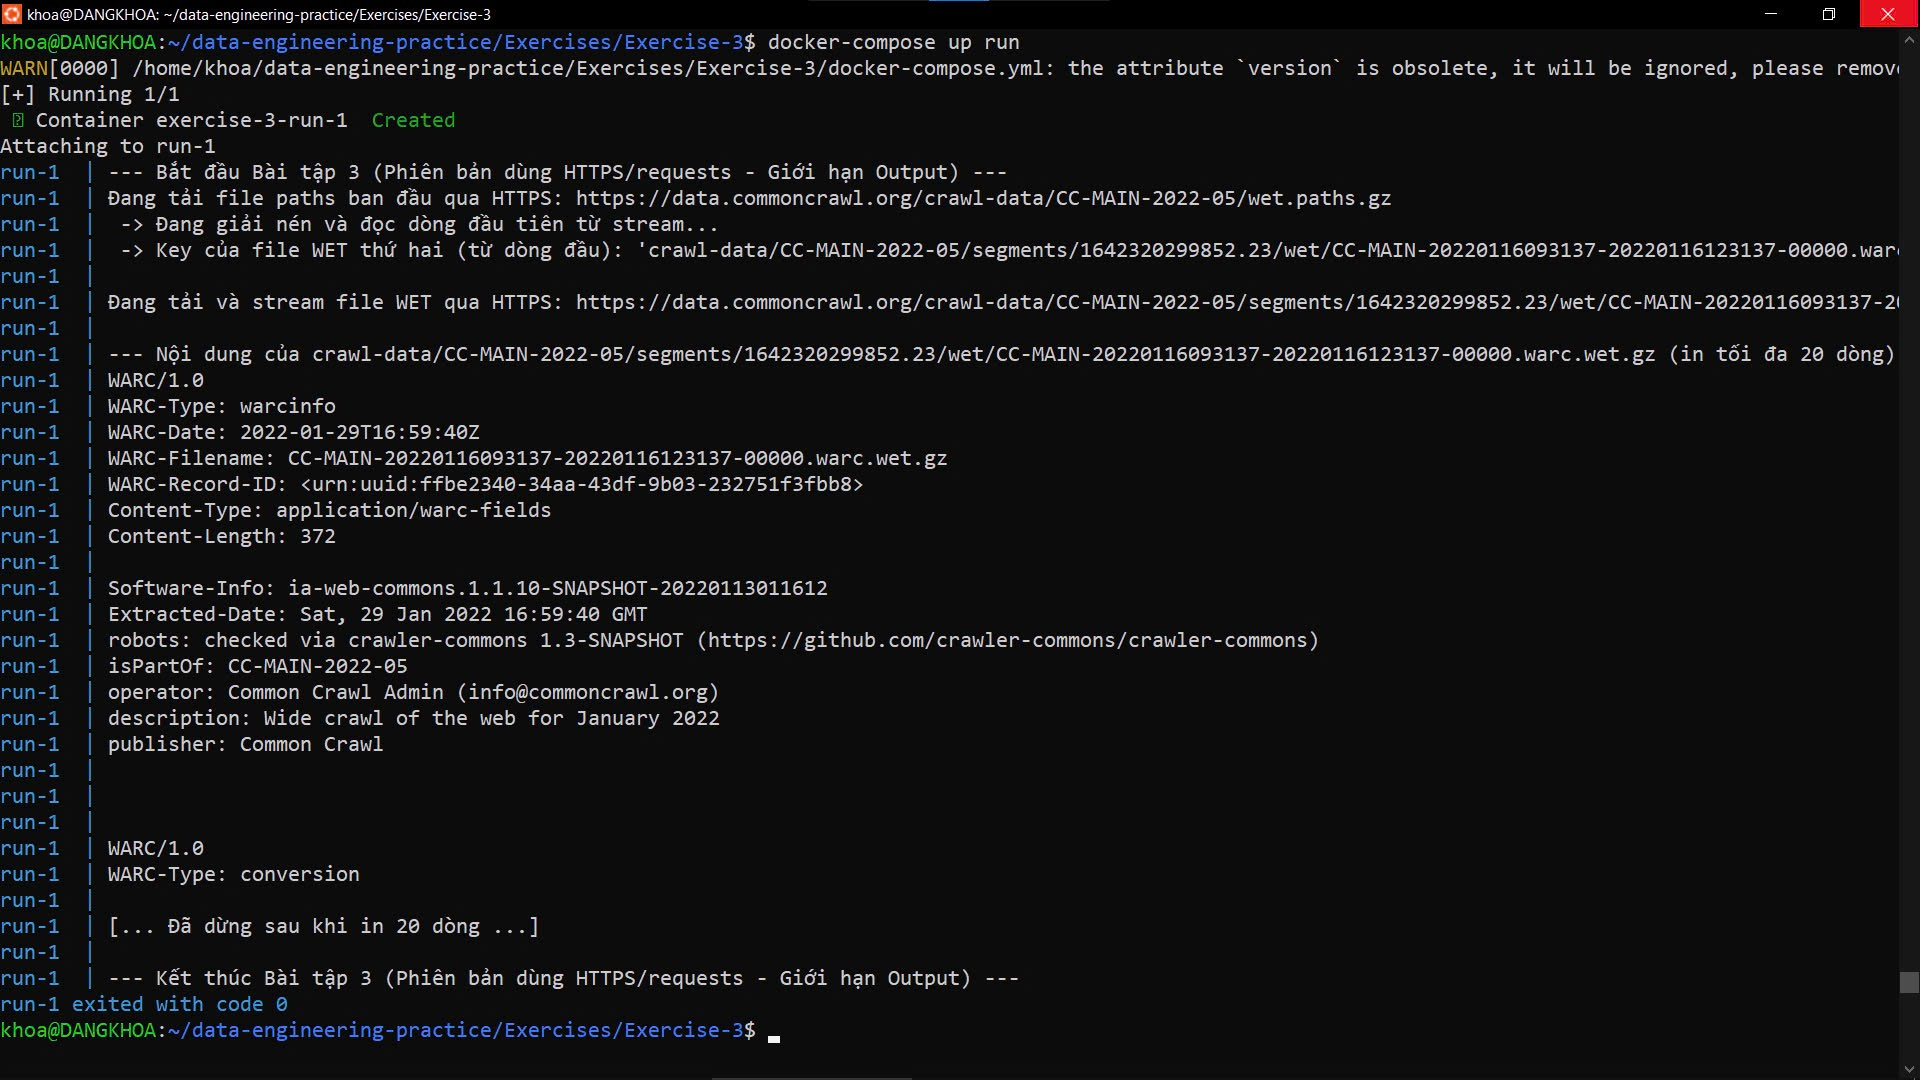 khoa@DANGKHOA: ~/data-engineering-practice/Exercises/Exercise-3
khoa@DANGKHOA:~/data-engineering-practice/Exercises/Exercise-3$ docker-compose up run
WARN[0000] /home/khoa/data-engineering-practice/Exercises/Exercise-3/docker-compose.yml: the attribute `version` is obsolete, it will be ignored, please remov
[+] Running 1/1
Container exercise-3-run-1  Created
Attaching to run-1
run-1  | --- Bắt đầu Bài tập 3 (Phiên bản dùng HTTPS/requests - Giới hạn Output) ---
run-1  | Đang tải file paths ban đầu qua HTTPS: https://data.commoncrawl.org/crawl-data/CC-MAIN-2022-05/wet.paths.gz
run-1  |  -> Đang giải nén và đọc dòng đầu tiên từ stream...
run-1  |  -> Key của file WET thứ hai (từ dòng đầu): 'crawl-data/CC-MAIN-2022-05/segments/1642320299852.23/wet/CC-MAIN-20220116093137-20220116123137-00000.war
run-1  |
run-1  | Đang tải và stream file WET qua HTTPS: https://data.commoncrawl.org/crawl-data/CC-MAIN-2022-05/segments/1642320299852.23/wet/CC-MAIN-20220116093137-20
run-1  |
run-1  | --- Nội dung của crawl-data/CC-MAIN-2022-05/segments/1642320299852.23/wet/CC-MAIN-20220116093137-20220116123137-00000.warc.wet.gz (in tối đa 20 dòng)
run-1  | WARC/1.0
run-1  | WARC-Type: warcinfo
run-1  | WARC-Date: 2022-01-29T16:59:40Z
run-1  | WARC-Filename: CC-MAIN-20220116093137-20220116123137-00000.warc.wet.gz
run-1  | WARC-Record-ID: <urn:uuid:ffbe2340-34aa-43df-9b03-232751f3fbb8>
run-1  | Content-Type: application/warc-fields
run-1  | Content-Length: 372
run-1  |
run-1  | Software-Info: ia-web-commons.1.1.10-SNAPSHOT-20220113011612
run-1  | Extracted-Date: Sat, 29 Jan 2022 16:59:40 GMT
run-1  | robots: checked via crawler-commons 1.3-SNAPSHOT (https://github.com/crawler-commons/crawler-commons)
run-1  | isPartOf: CC-MAIN-2022-05
run-1  | operator: Common Crawl Admin (info@commoncrawl.org)
run-1  | description: Wide crawl of the web for January 2022
run-1  | publisher: Common Crawl
run-1  |
run-1  |
run-1  |
run-1  | WARC/1.0
run-1  | WARC-Type: conversion
run-1  |
run-1  | [... Đã dừng sau khi in 20 dòng ...]
run-1  |
run-1  | --- Kết thúc Bài tập 3 (Phiên bản dùng HTTPS/requests - Giới hạn Output) ---
run-1 exited with code 0
khoa@DANGKHOA:~/data-engineering-practice/Exercises/Exercise-3$